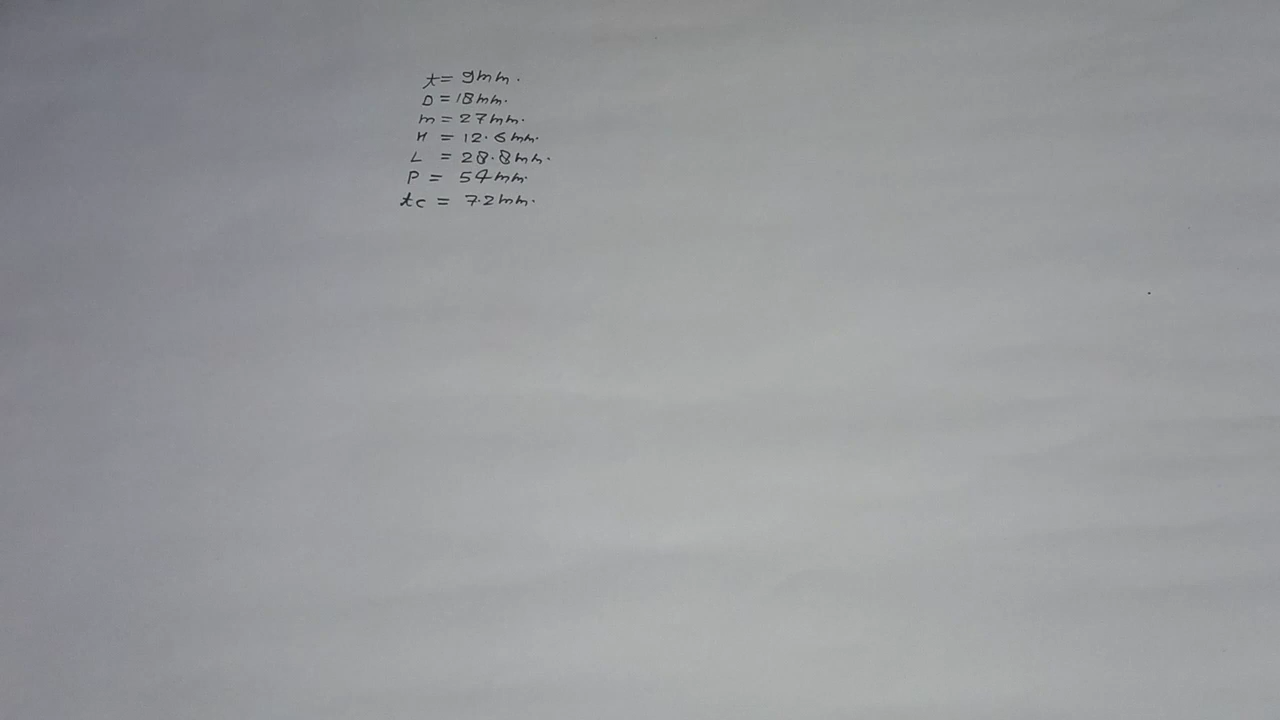 t = 9mm.
D = 18mm.
m = 27mm.
H = 12.6mm.
L = 28.8mm.
P = 54mm.
tc = 7.2mm.